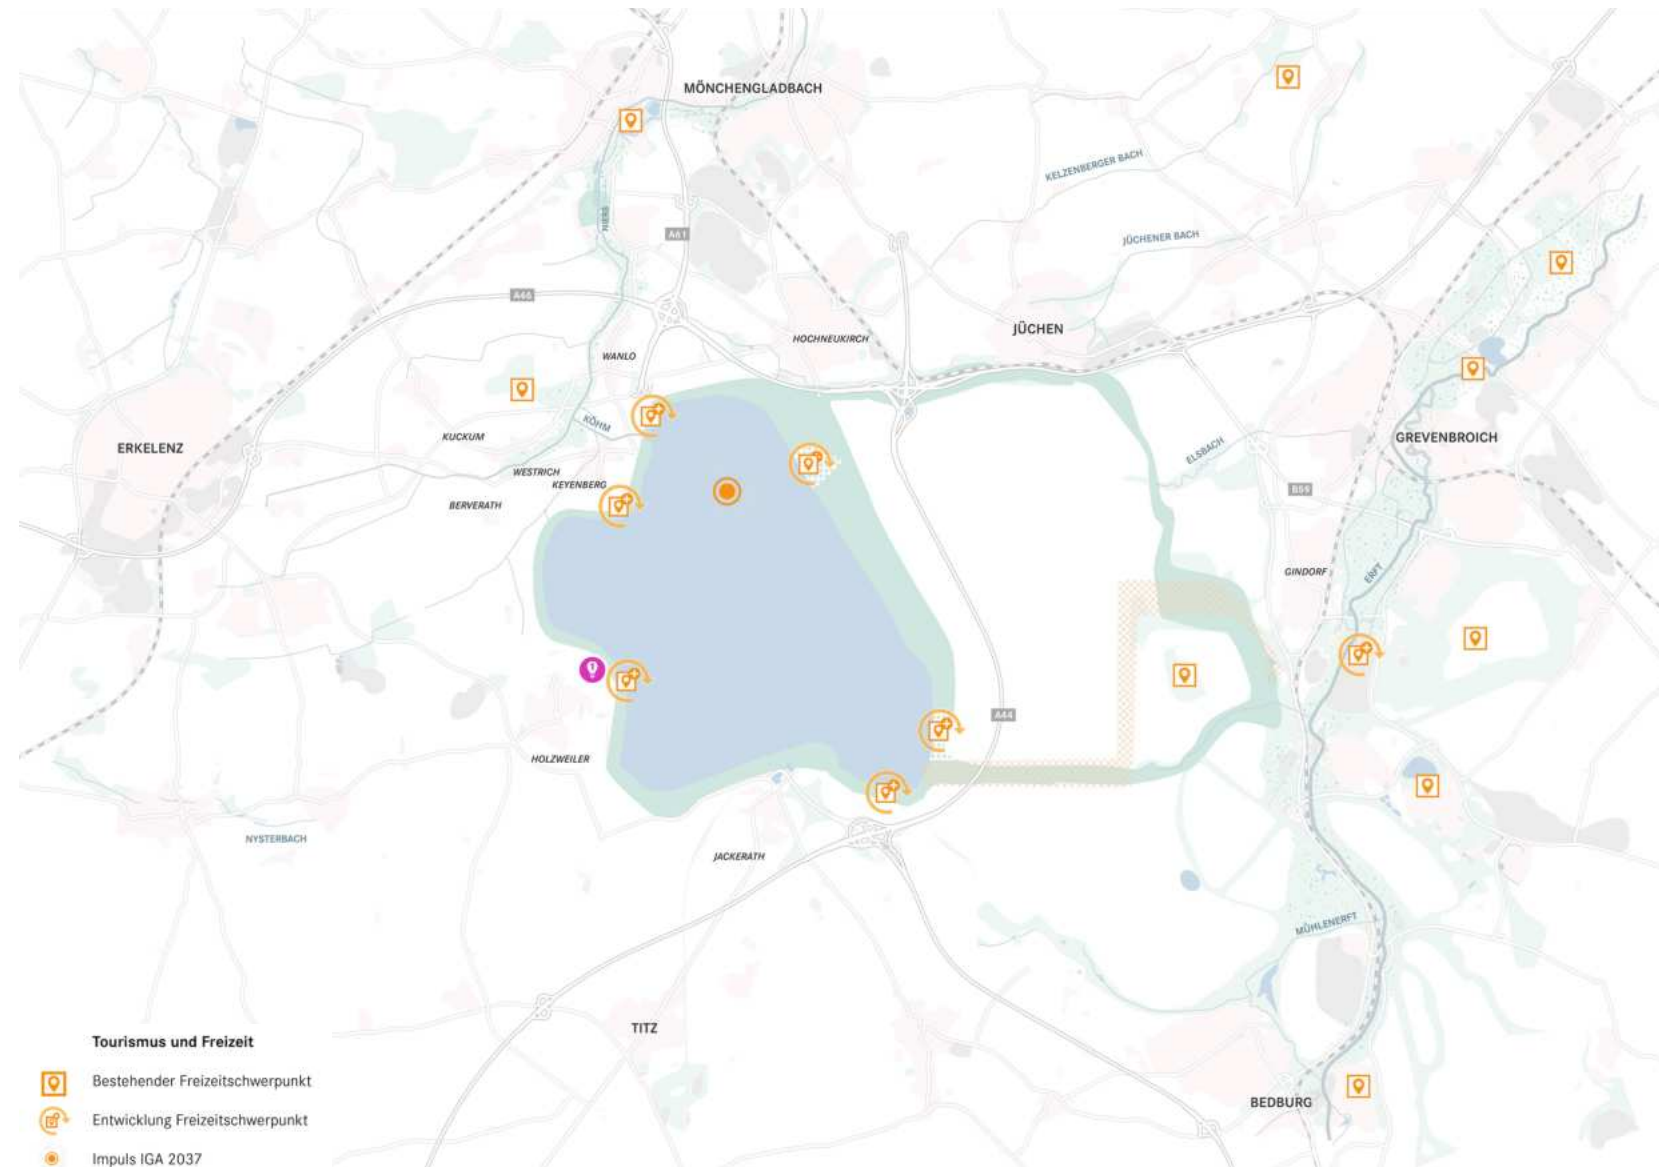 MÖNCHENGLADBACH
KELZENBERGER BACH
NIERS
A61
JÜCHENER BACH
A46
HOCHNEUKIRCH
JÜCHEN
WANLO
KÖHM
KUCKUM
ERKELENZ
GREVENBROICH
ELSBACH
WESTRICH
KEYENBERG
BERVERATH
B59
GINDORF
ERFT
A44
HOLZWEILER
NYSTERBACH
JACKERATH
MÜHLENERFT
TITZ
BEDBURG
Tourismus und Freizeit
Bestehender Freizeitschwerpunkt
Entwicklung Freizeitschwerpunkt
Impuls IGA 2037